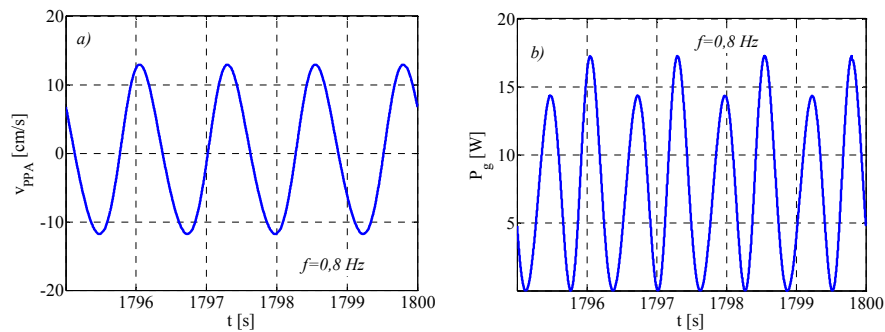 a)
20
10
0
-10
-20
v_PPA [cm/s]
f=0,8 Hz
1796 1797 1798 1799 1800
t [s]
b)
f=0,8 Hz
20
15
10
5
P_g [W]
1796 1797 1798 1799 1800
t [s]